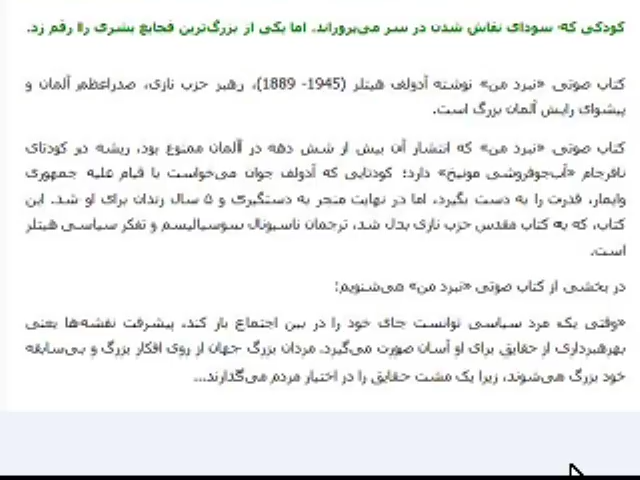 کودکی که سودای نقاش شدن در سر می‌پروراند. اما یکی از بزرگ‌ترین فجایع بشری را رقم زد.
کتاب صوتی «نبرد من» نوشته آدولف هیتلر (1945- 1889)، رهبر حزب نازی، صدراعظم آلمان و
پیشوای رایش آلمان بزرگ است.
کتاب صوتی «نبرد من» که انتشار آن بیش از شش دهه در آلمان ممنوع بود، ریشه در کودتای
نافرجام «آب‌جوفروشی مونیخ» دارد؛ کودتایی که آدولف جوان می‌خواست با قیام علیه جمهوری
وایمار، قدرت را به دست بگیرد، اما در نهایت منجر به دستگیری و ۵ سال زندان برای او شد. این
کتاب، که به کتاب مقدس حزب نازی بدل شد، ترجمان ناسیونال سوسیالیسم و تفکر سیاسی هیتلر
است.
در بخشی از کتاب صوتی «نبرد من» می‌شنویم:
«وقتی یک مرد سیاسی توانست جای خود را در بین اجتماع باز کند، پیشرفت نقشه‌ها یعنی
بهره‌برداری از حقایق برای او آسان صورت می‌گیرد. مردان بزرگ جهان از روی افکار بزرگ و بی‌سابقه
خود بزرگ می‌شوند، زیرا یک مشت حقایق را در اختیار مردم می‌گذارند...